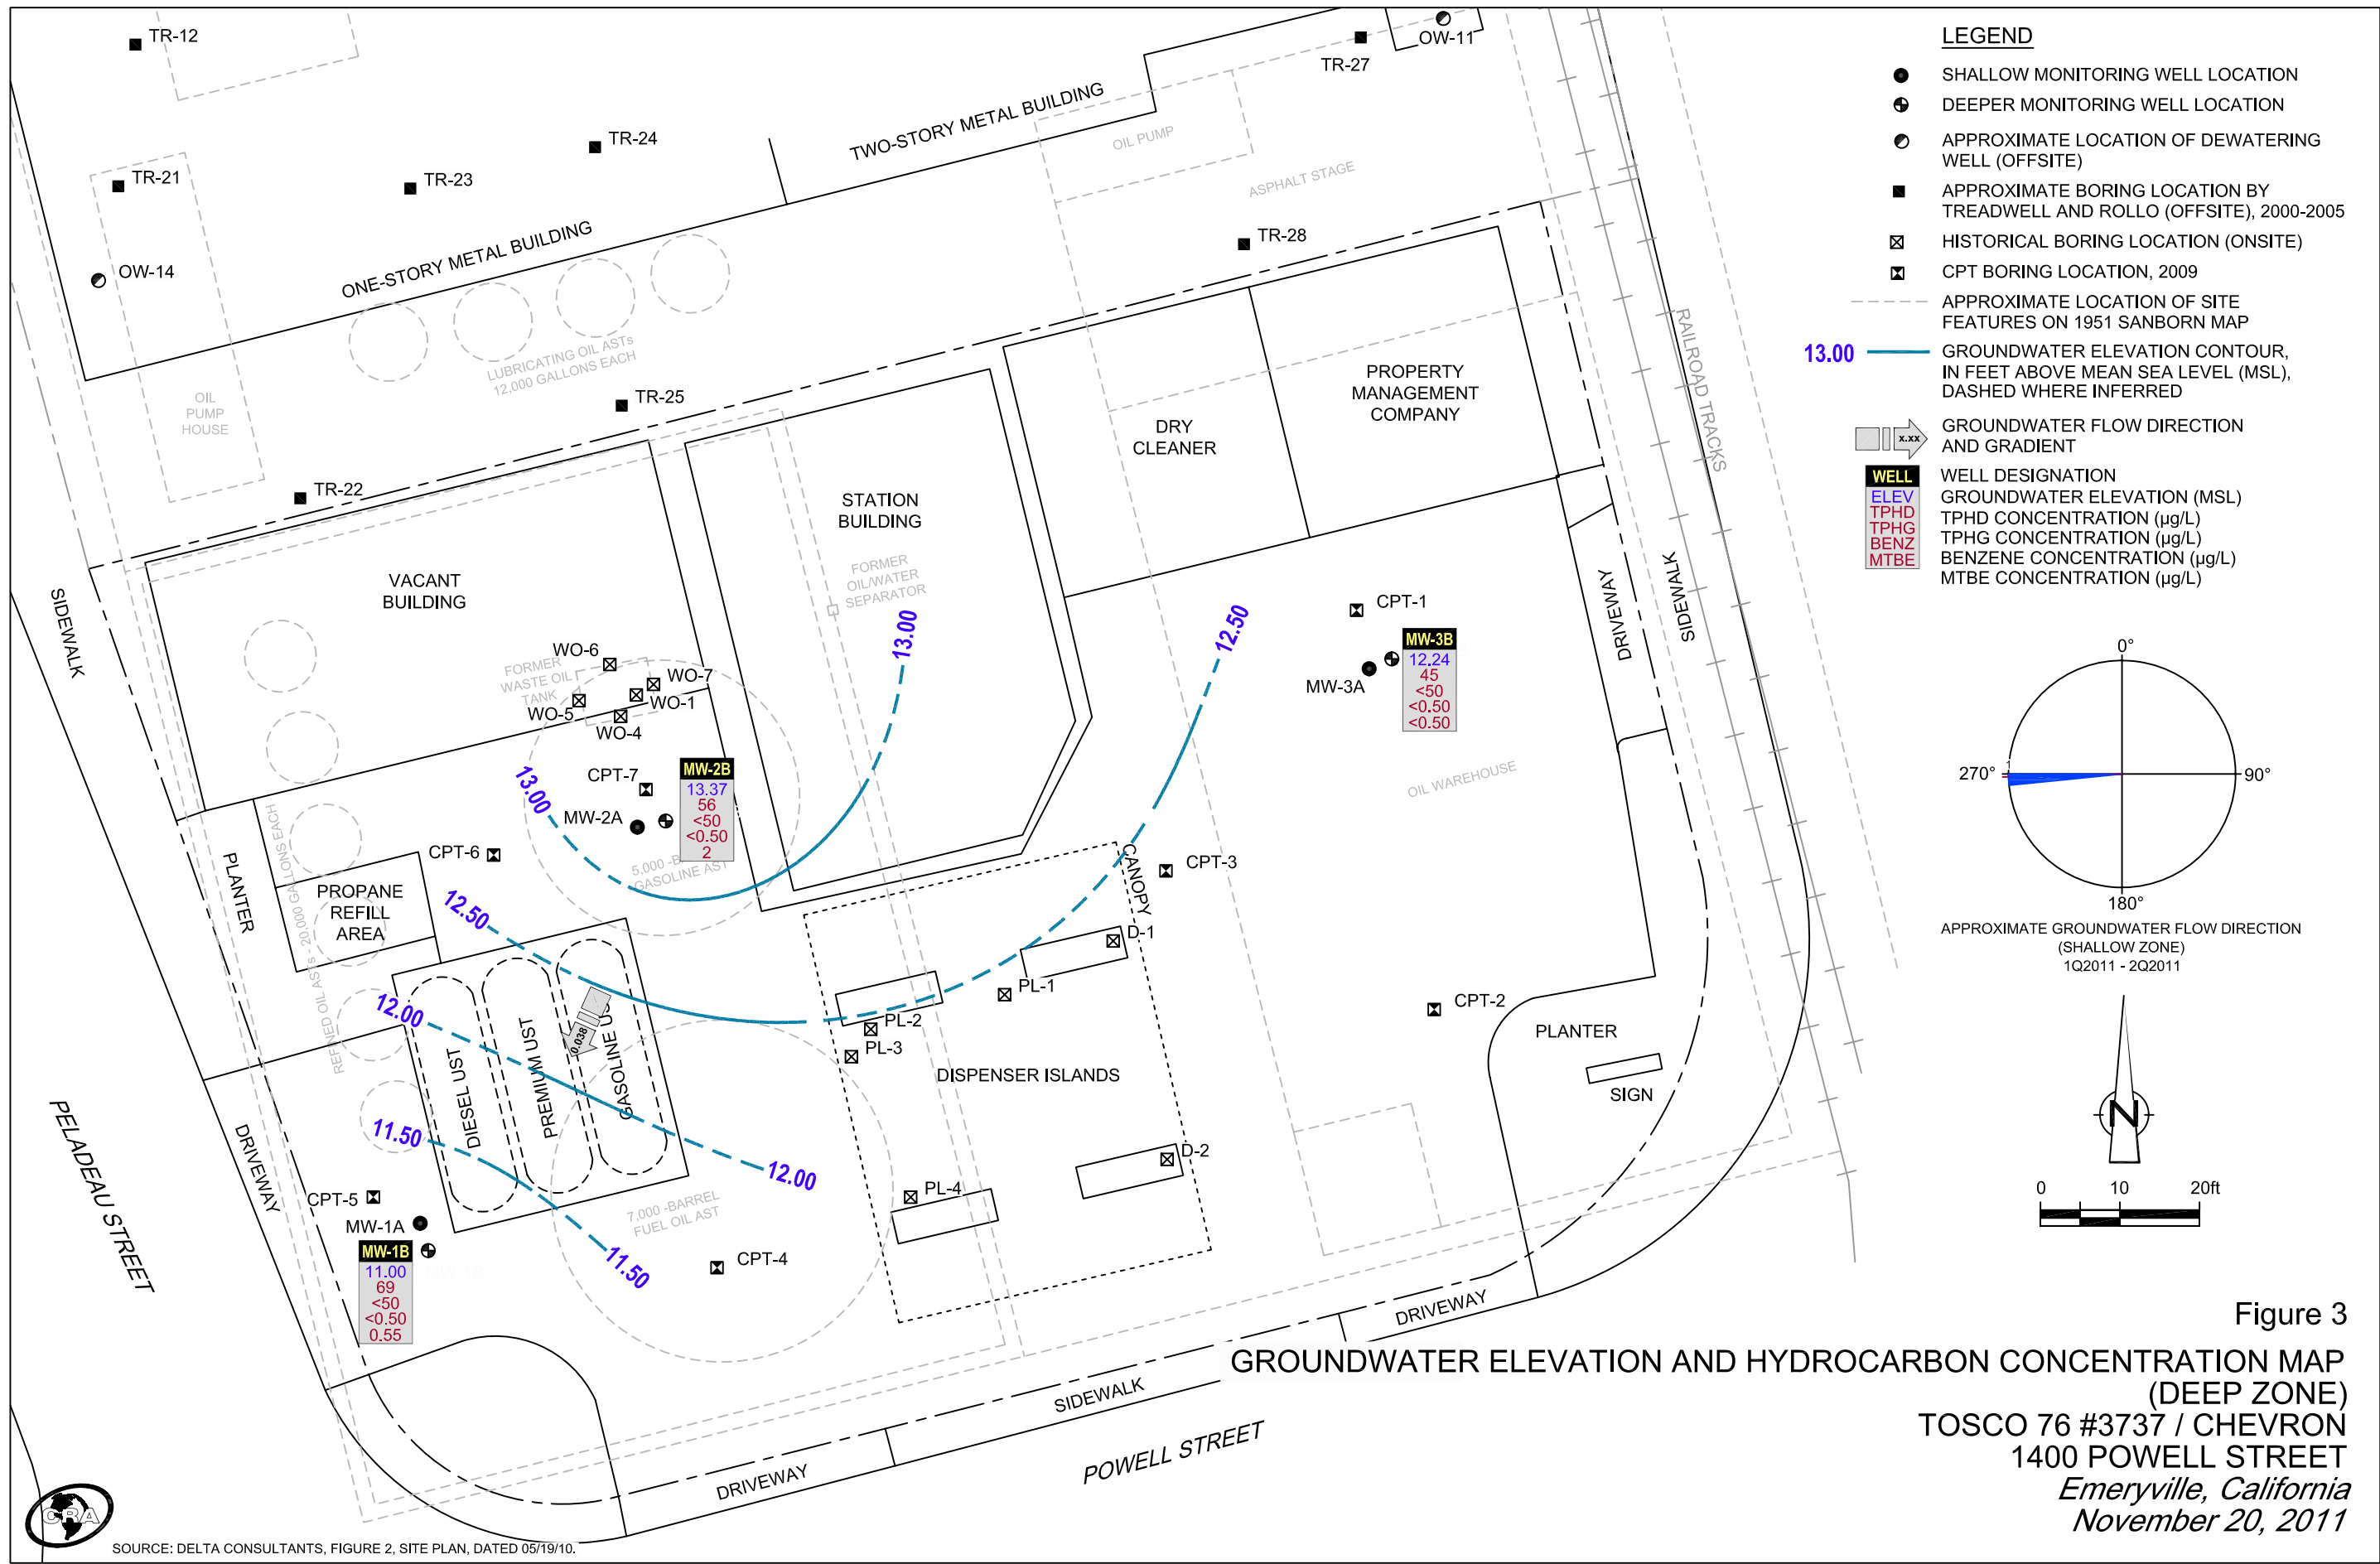 TR-12
OW-11
TR-27
TR-24
TWO-STORY METAL BUILDING
OIL PUMP
TR-21
TR-23
ASPHALT STAGE
ONE-STORY METAL BUILDING
TR-28
OW-14
LUBRICATING OIL ASTs
12,000 GALLONS EACH
OIL
PUMP
HOUSE
TR-25
TR-22
RAILROAD TRACKS
PROPERTY
MANAGEMENT
COMPANY
DRY
CLEANER
STATION
BUILDING
VACANT
BUILDING
FORMER
OIL/WATER
SEPARATOR
SIDEWALK
DRIVEWAY
SIDEWALK
13.00
12.50
CPT-1
MW-3A
MW-3B
12.24
45
<50
<0.50
<0.50
WO-6
FORMER
WASTE OIL
TANK
WO-7
WO-1
WO-5
WO-4
CPT-7
13.00
MW-2A
MW-2B
13.37
56
<50
<0.50
2
5,000 -B
GASOLINE AST
OIL WAREHOUSE
CPT-6
CANOPY
CPT-3
PLANTER
REFINED OIL ASTs - 20,000 GALLONS EACH
PROPANE
REFILL
AREA
12.50
D-1
PL-1
PL-2
PL-3
CPT-2
PLANTER
SIGN
12.00
DIESEL UST
PREMIUM UST
GASOLINE US
0.038
DISPENSER ISLANDS
11.50
12.00
D-2
PL-4
PELADEAU STREET
DRIVEWAY
CPT-5
MW-1A
MW-1B
11.00
69
<50
<0.50
0.55
7,000 -BARREL
FUEL OIL AST
11.50
CPT-4
DRIVEWAY
SIDEWALK
DRIVEWAY
POWELL STREET
LEGEND
SHALLOW MONITORING WELL LOCATION
DEEPER MONITORING WELL LOCATION
APPROXIMATE LOCATION OF DEWATERING
WELL (OFFSITE)
APPROXIMATE BORING LOCATION BY
TREADWELL AND ROLLO (OFFSITE), 2000-2005
HISTORICAL BORING LOCATION (ONSITE)
CPT BORING LOCATION, 2009
APPROXIMATE LOCATION OF SITE
FEATURES ON 1951 SANBORN MAP
13.00
GROUNDWATER ELEVATION CONTOUR,
IN FEET ABOVE MEAN SEA LEVEL (MSL),
DASHED WHERE INFERRED
x.xx
GROUNDWATER FLOW DIRECTION
AND GRADIENT
WELL WELL DESIGNATION
ELEV GROUNDWATER ELEVATION (MSL)
TPHD TPHD CONCENTRATION (µg/L)
TPHG TPHG CONCENTRATION (µg/L)
BENZ BENZENE CONCENTRATION (µg/L)
MTBE MTBE CONCENTRATION (µg/L)
0°
1
270° 90°
180°
APPROXIMATE GROUNDWATER FLOW DIRECTION
(SHALLOW ZONE)
1Q2011 - 2Q2011
N
0 10 20ft
Figure 3
GROUNDWATER ELEVATION AND HYDROCARBON CONCENTRATION MAP
(DEEP ZONE)
TOSCO 76 #3737 / CHEVRON
1400 POWELL STREET
Emeryville, California
November 20, 2011
CRA
SOURCE: DELTA CONSULTANTS, FIGURE 2, SITE PLAN, DATED 05/19/10.